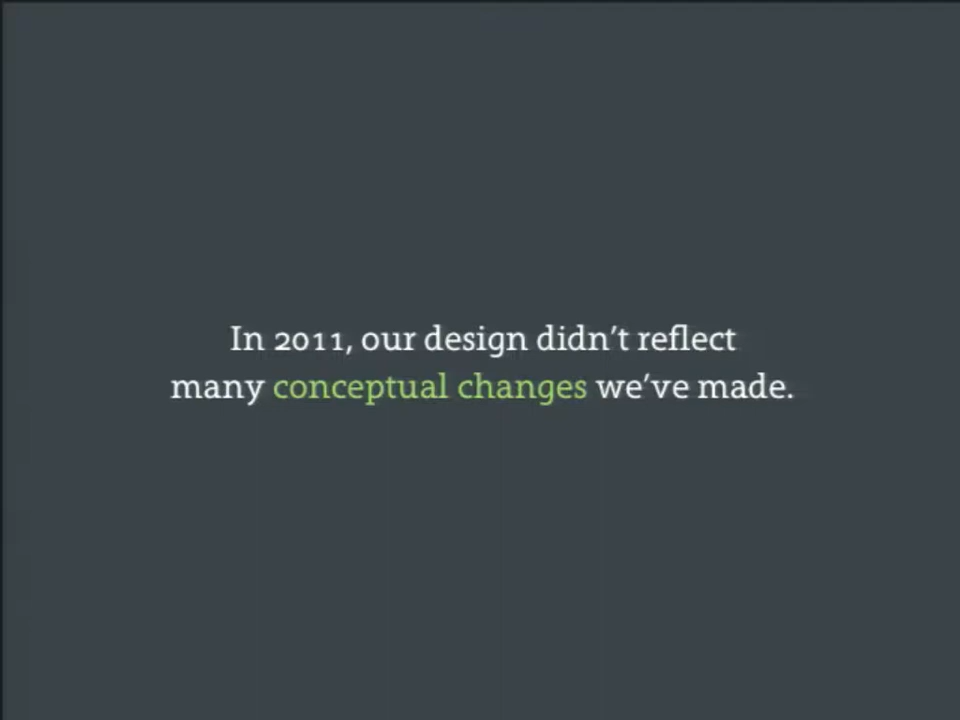 In 2011, our design didn’t reflect
many conceptual changes we’ve made.